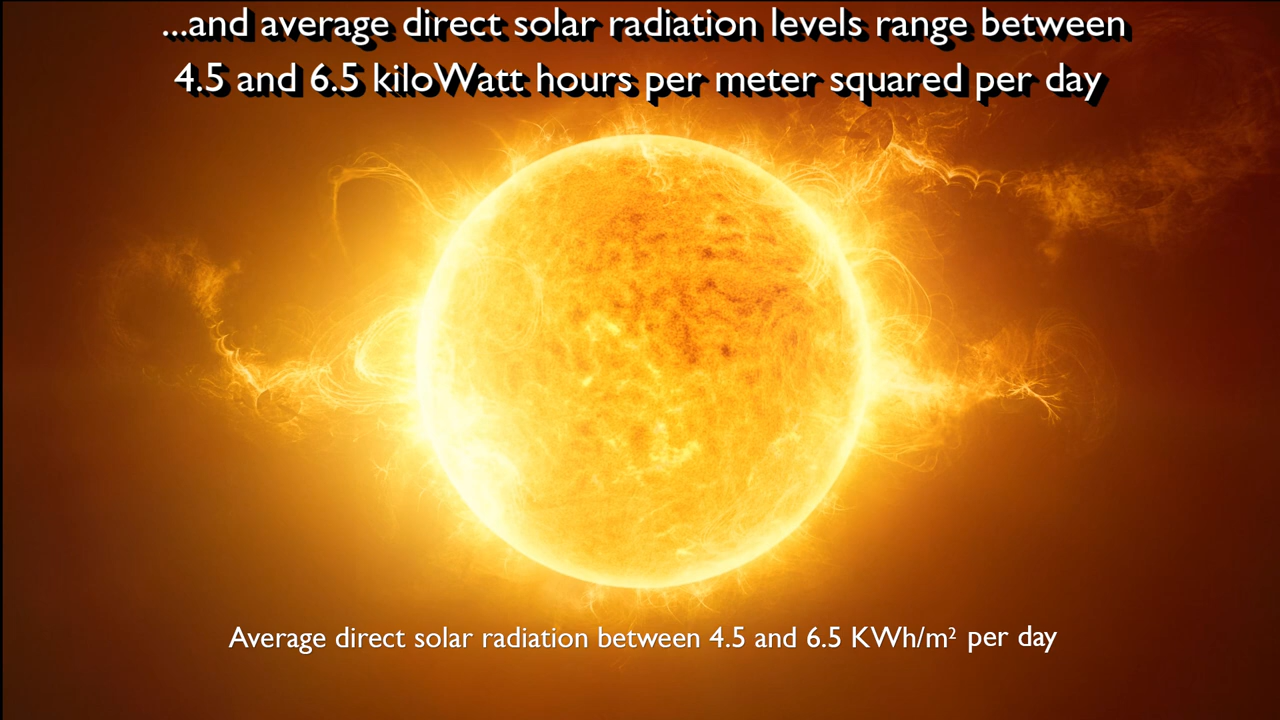 ...and average direct solar radiation levels range between
4.5 and 6.5 kiloWatt hours per meter squared per day
Average direct solar radiation between 4.5 and 6.5 KWh/m² per day